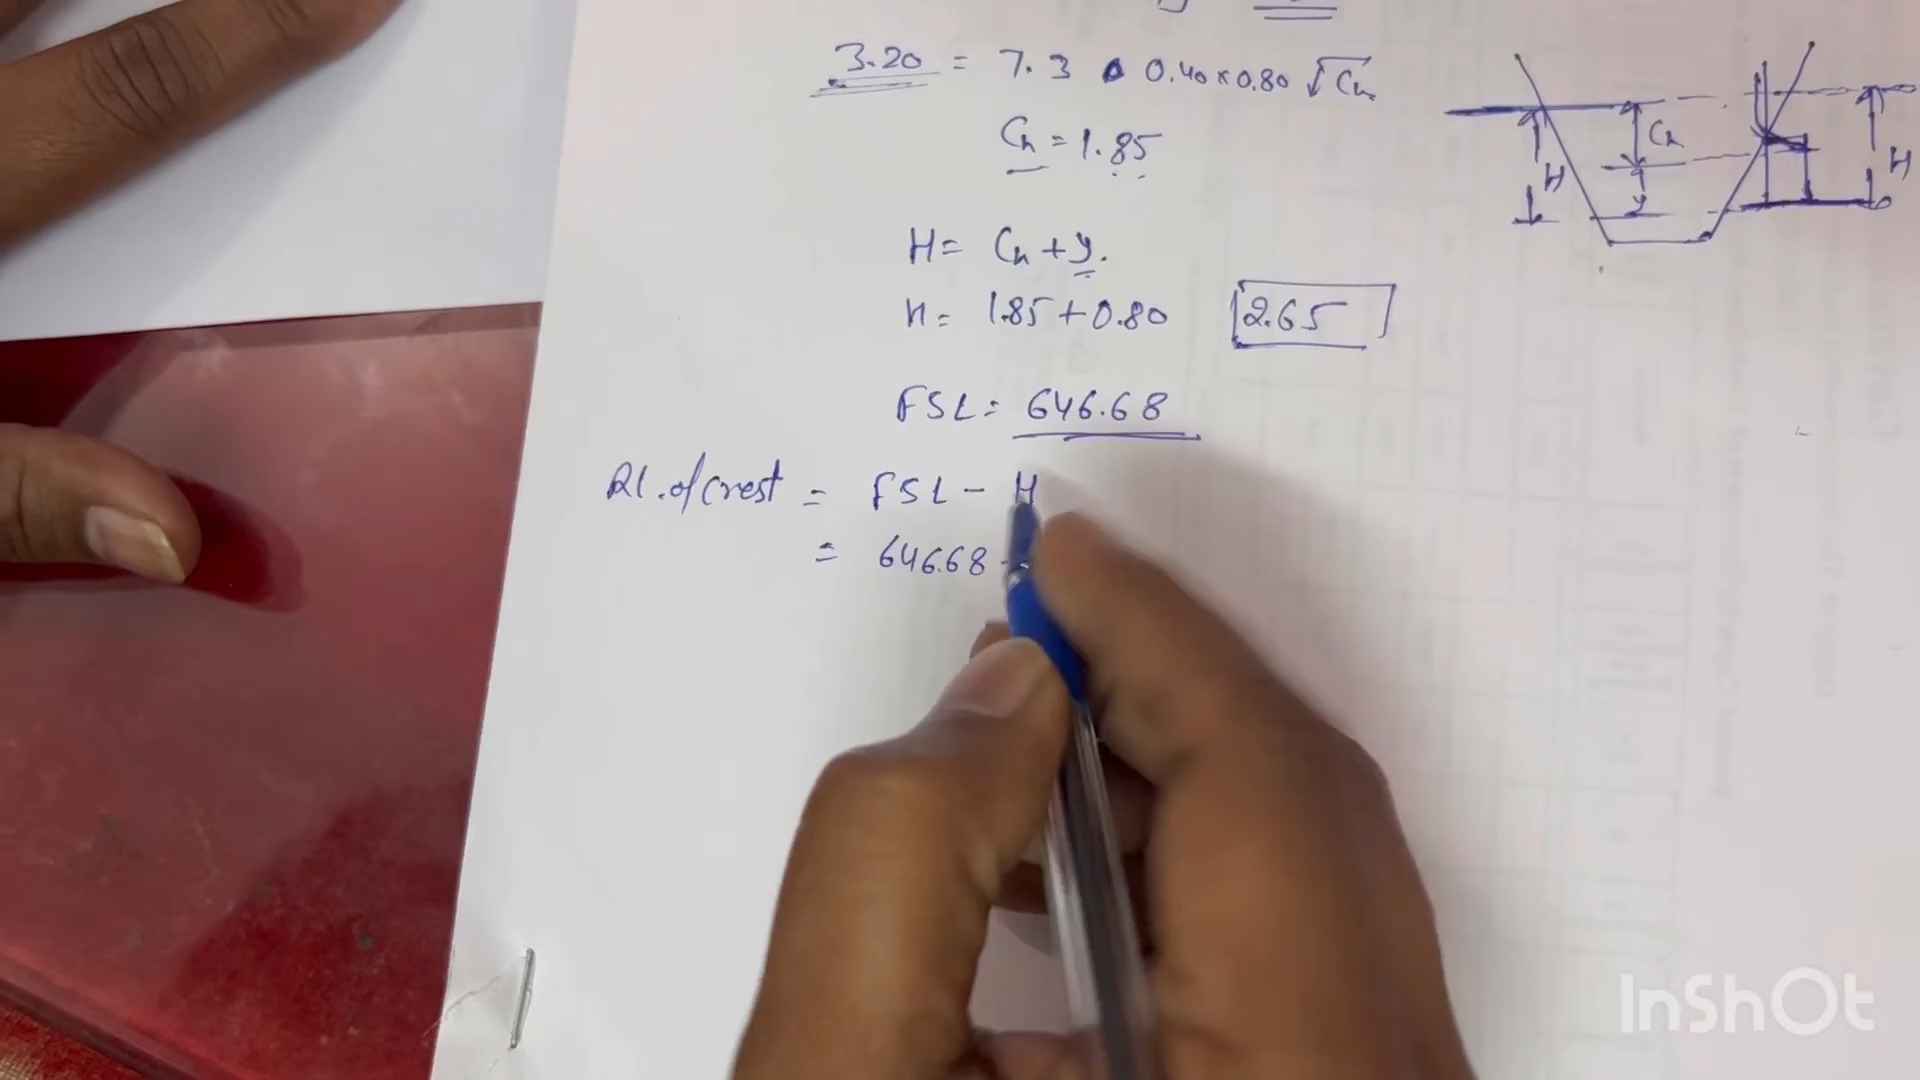 3.20 = 7.3 0.40×0.80 √Ch
Ch = 1.85
H = Ch + y.
H = 1.85 + 0.80 2.65
FSL = 646.68
RL. of Crest = FSL - H
= 646.68 -
H
Ch
y
H
InShOt